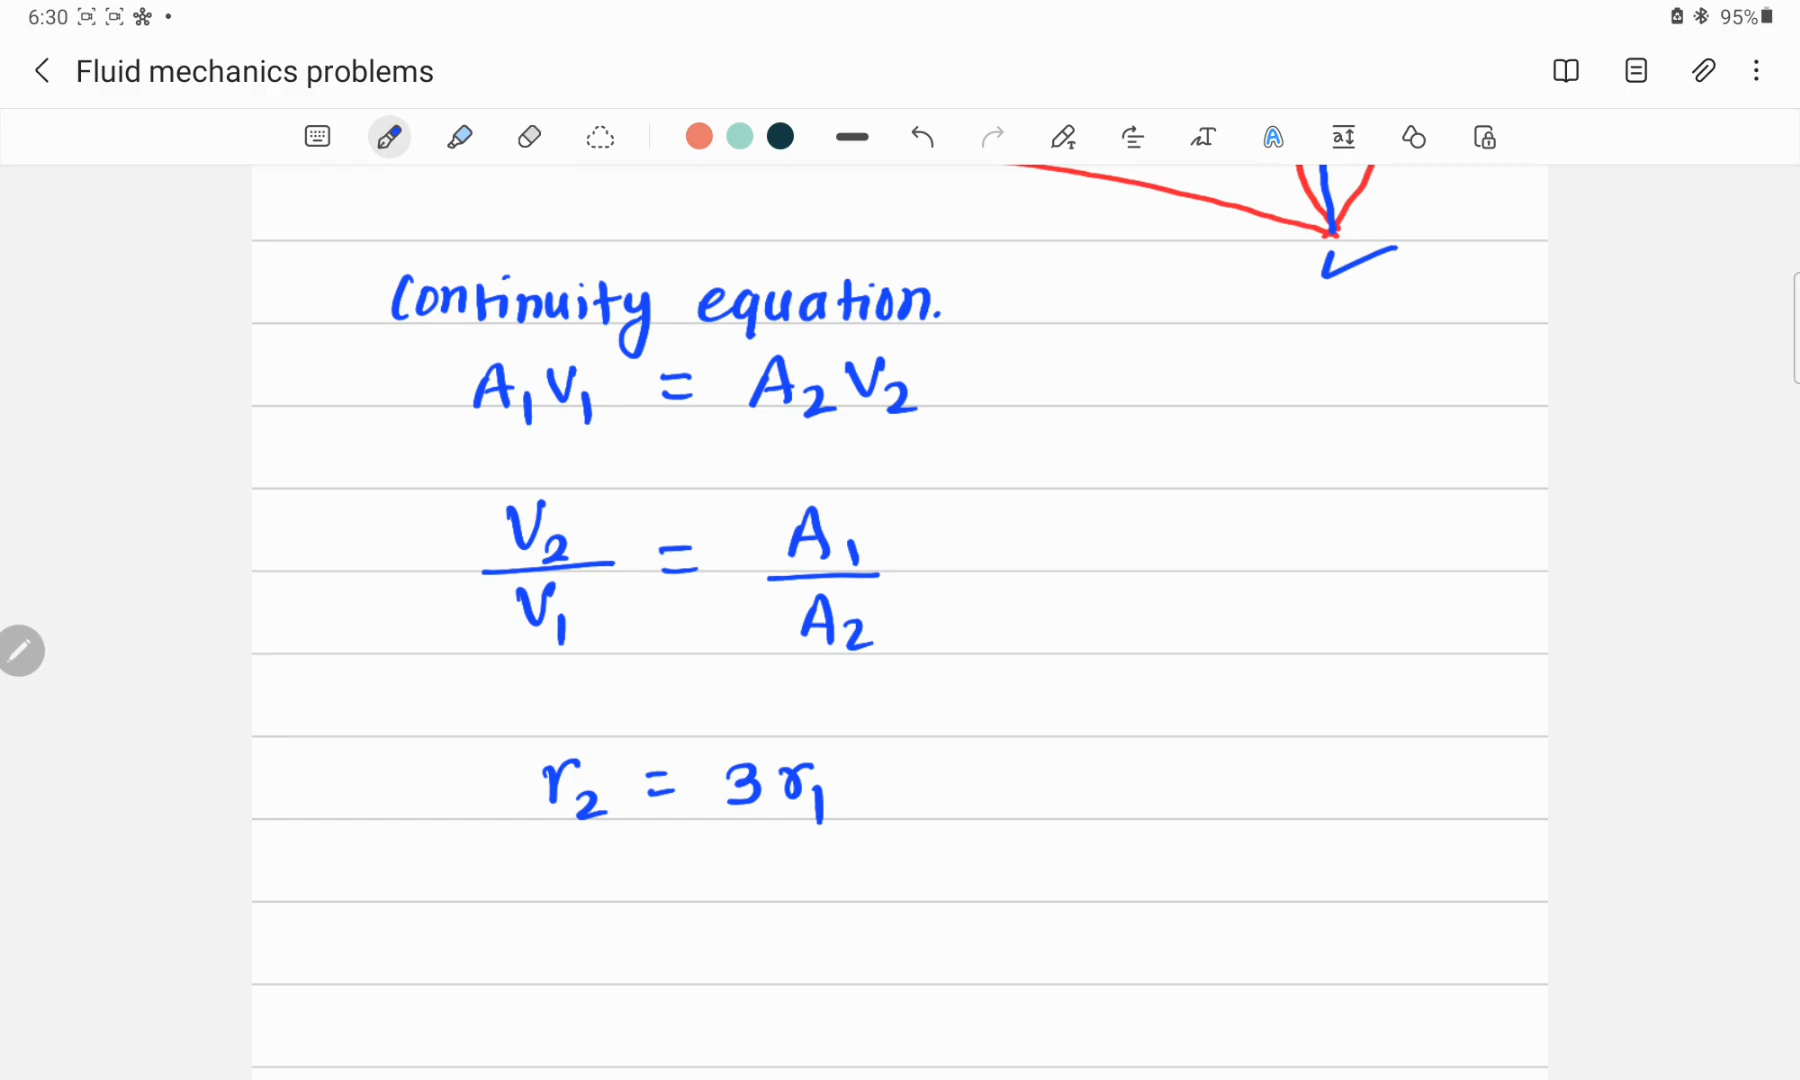 6:30 95%
Fluid mechanics problems
Continuity equation.
A₁V₁ = A₂V₂
V₂/V₁ = A₁/A₂
r₂ = 3r₁